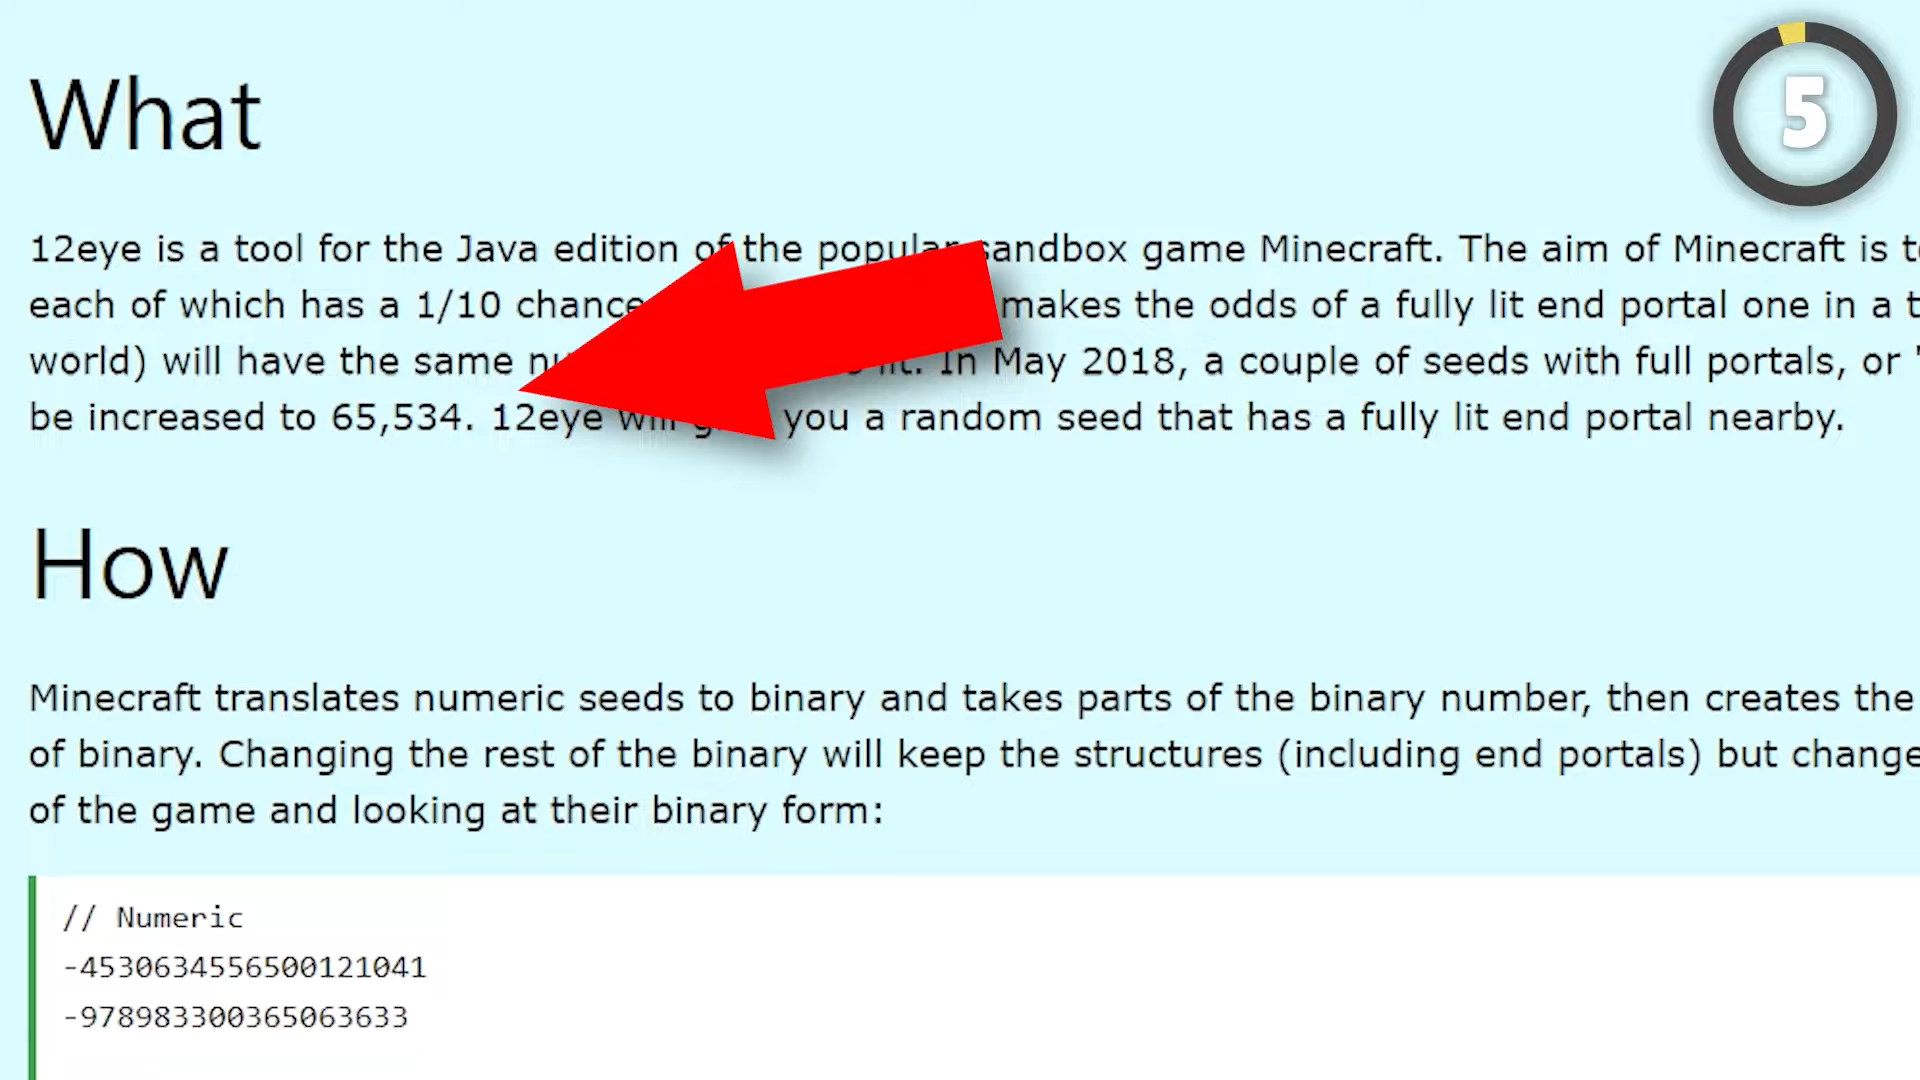 What
5
12eye is a tool for the Java edition of the popular sandbox game Minecraft. The aim of Minecraft is
each of which has a 1/10 chance makes the odds of a fully lit end portal one in a
world) will have the same lit. In May 2018, a couple of seeds with full portals, or "
be increased to 65,534. 12eye will you a random seed that has a fully lit end portal nearby.
How
Minecraft translates numeric seeds to binary and takes parts of the binary number, then creates the
of binary. Changing the rest of the binary will keep the structures (including end portals) but change
of the game and looking at their binary form:
// Numeric
-4530634556500121041
-978983300365063633